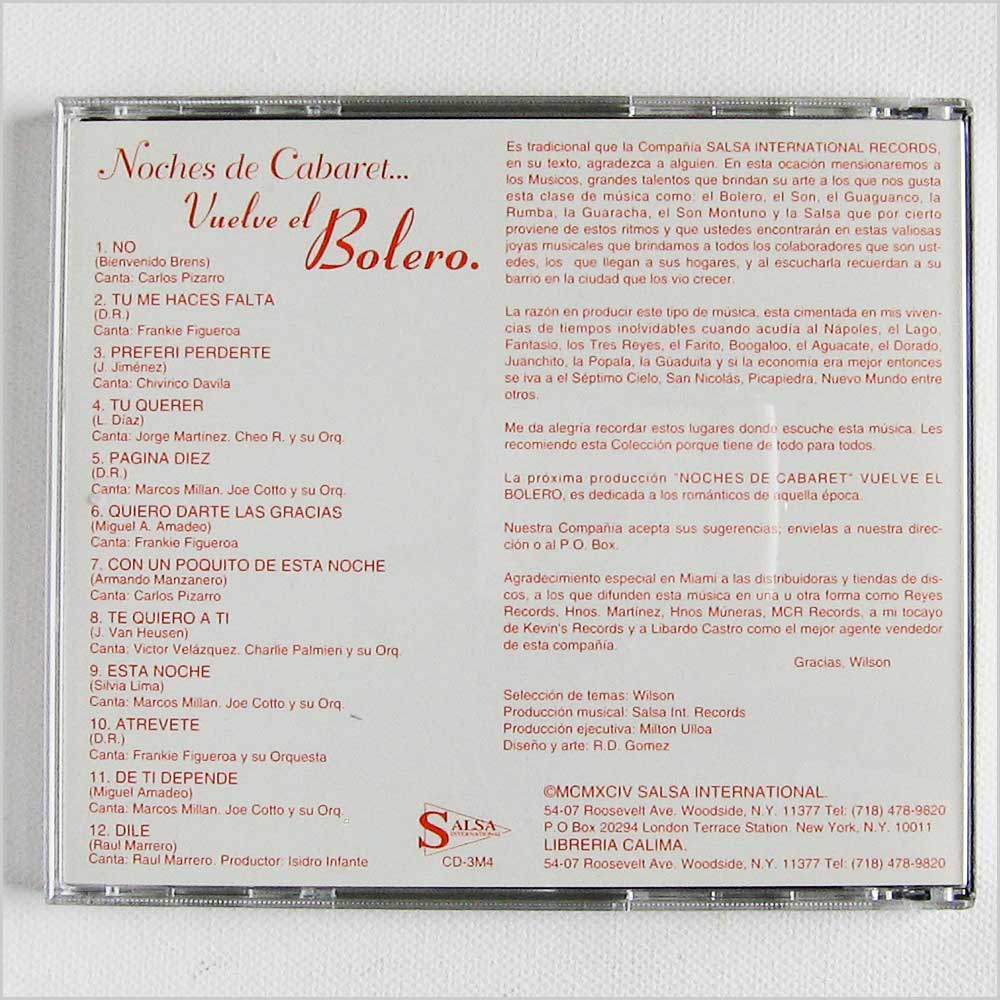 Noches de Cabaret...
Vuelve el
Bolero.
1. NO
(Bienvenido Brens)
Canta: Carlos Pizarro
2. TU ME HACES FALTA
(D.R.)
Canta: Frankie Figueroa
3. PREFERI PERDERTE
(J. Jiménez)
Canta: Chivirico Davila
4. TU QUERER
(L. Díaz)
Canta: Jorge Martínez. Cheo R. y su Orq.
5. PAGINA DIEZ
(D.R.)
Canta: Marcos Millan. Joe Cotto y su Orq.
6. QUIERO DARTE LAS GRACIAS
(Miguel A. Amadeo)
Canta: Frankie Figueroa
7. CON UN POQUITO DE ESTA NOCHE
(Armando Manzanero)
Canta: Carlos Pizarro
8. TE QUIERO A TI
(J. Van Heusen)
Canta: Victor Velázquez. Charlie Palmieri y su Orq.
9. ESTA NOCHE
(Silvia Lima)
Canta: Marcos Millan. Joe Cotto y su Orq.
10. ATREVETE
(D.R.)
Canta: Frankie Figueroa y su Orquesta
11. DE TI DEPENDE
(Miguel Amadeo)
Canta: Marcos Millan. Joe Cotto y su Orq.
12. DILE
(Raul Marrero)
Canta: Raul Marrero. Productor: Isidro Infante
Es tradicional que la Compañía SALSA INTERNATIONAL RECORDS,
en su texto, agradezca a alguien. En esta ocación mensionaremo a
los Musicos, grandes talentos que brindan su arte a los que nos gusta
esta clase de música como: el Bolero, el Son, el Guaguanco, la
Rumba, la Guaracha, el Son Montuno y la Salsa que por cierto
proviene de estos ritmos y que ustedes encontrarán en estas valiosas
joyas musicales que brindamos a todos los colaboradores que son ust-
edes, los que llegan a sus hogares, y al escucharla recuerdan a su
barrio en la ciudad que los vio crecer.
La razón en producir este tipo de música, esta cimentada en mis viven-
cias de tiempos inolvidables cuando acudía al Nápoles, el Lago,
Fantasio, los Tres Reyes, el Farito, Boogaloo, el Aguacate, el Dorado,
Juanchito, la Popala, la Guaduita y si la economía era mejor entonces
se iva a el Séptimo Cielo, San Nicolás, Picapiedra, Nuevo Mundo entre
otros.
Me da alegría recordar estos lugares donde escuche esta música. Les
recomiendo esta Colección porque tiene de todo para todos.
La próxima producción "NOCHES DE CABARET" VUELVE EL
BOLERO, es dedicada a los románticos de aquella época.
Nuestra Compañia acepta sus sugerencias; envielas a nuestra direc-
ción o al P.O. Box.
Agradecimiento especial en Miami a las distribuidoras y tiendas de dis-
cos, a los que difunden esta música en una u otra forma como Reyes
Records, Hnos. Martínez, Hnos Múneras, MCR Records, a mi tocayo
de Kevin's Records y a Libardo Castro como el mejor agente vendedor
de esta compañía.
Gracias, Wilson
Selección de temas: Wilson
Producción musical: Salsa Int. Records
Producción ejecutiva: Milton Ulloa
Diseño y arte: R.D. Gomez
SALSA
INTERNATIONAL
CD-3M4
©MCMXCIV SALSA INTERNATIONAL.
54-07 Roosevelt Ave. Woodside, N.Y. 11377 Tel: (718) 478-9820
P.O Box 20294 London Terrace Station. New York, N.Y. 10011
LIBRERIA CALIMA.
54-07 Roosevelt Ave. Woodside, N.Y. 11377 Tel: (718) 478-9820